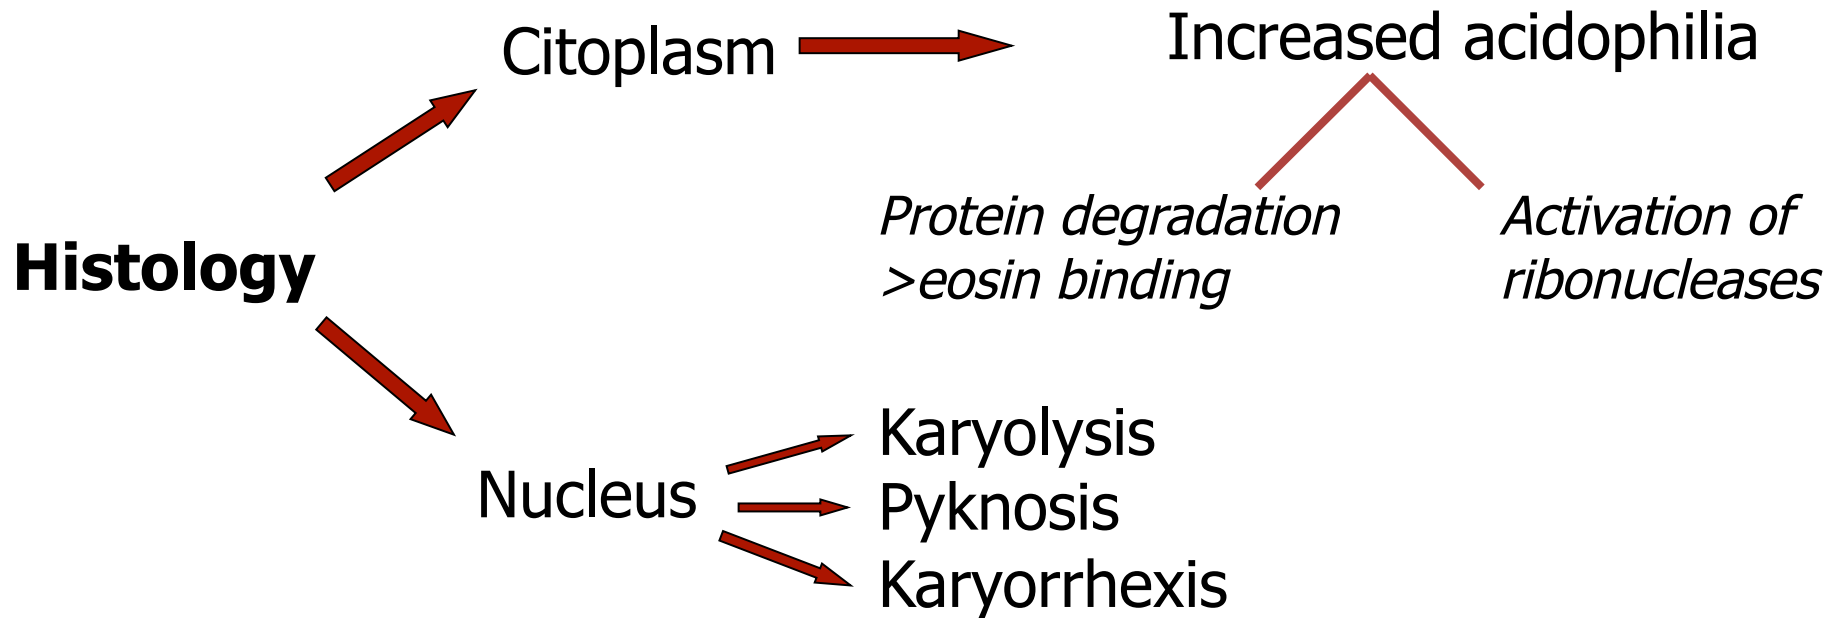 Citoplasm
Increased acidophilia
Protein degradation
>eosin binding
Activation of
ribonucleases
Histology
Nucleus
Karyolysis
Pyknosis
Karyorrhexis